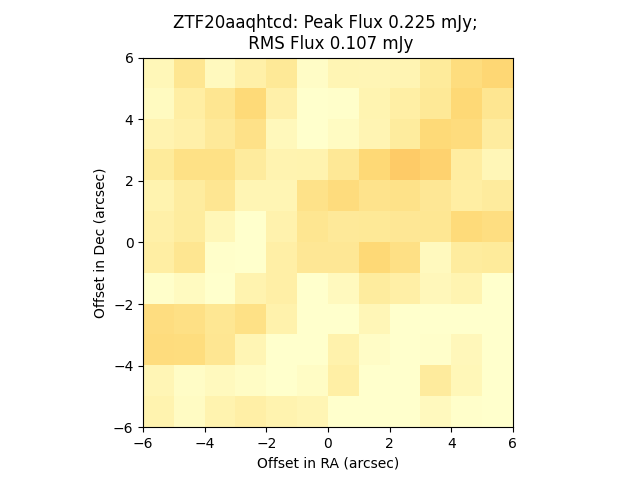 ZTF20aaqhtcd: Peak Flux 0.225 mJy;
RMS Flux 0.107 mJy
6
4
2
0
−2
−4
−6
Offset in Dec (arcsec)
−6 −4 −2 0 2 4 6
Offset in RA (arcsec)